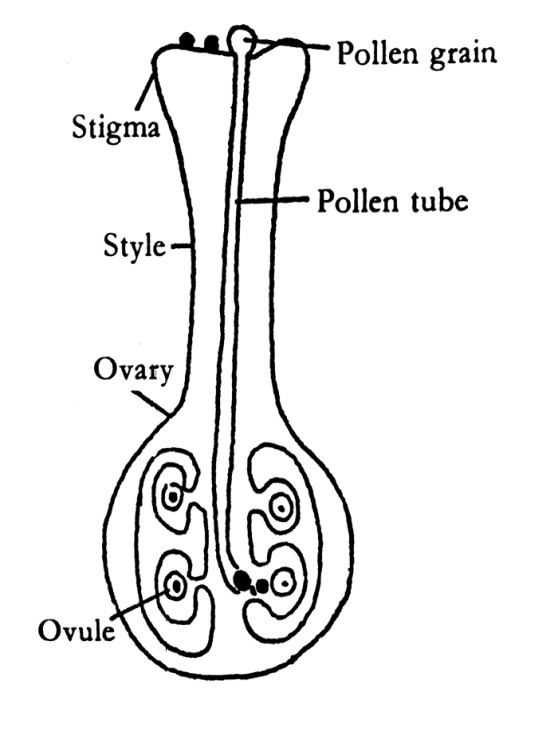 Pollen grain
Stigma
Pollen tube
Style
Ovary
Ovule